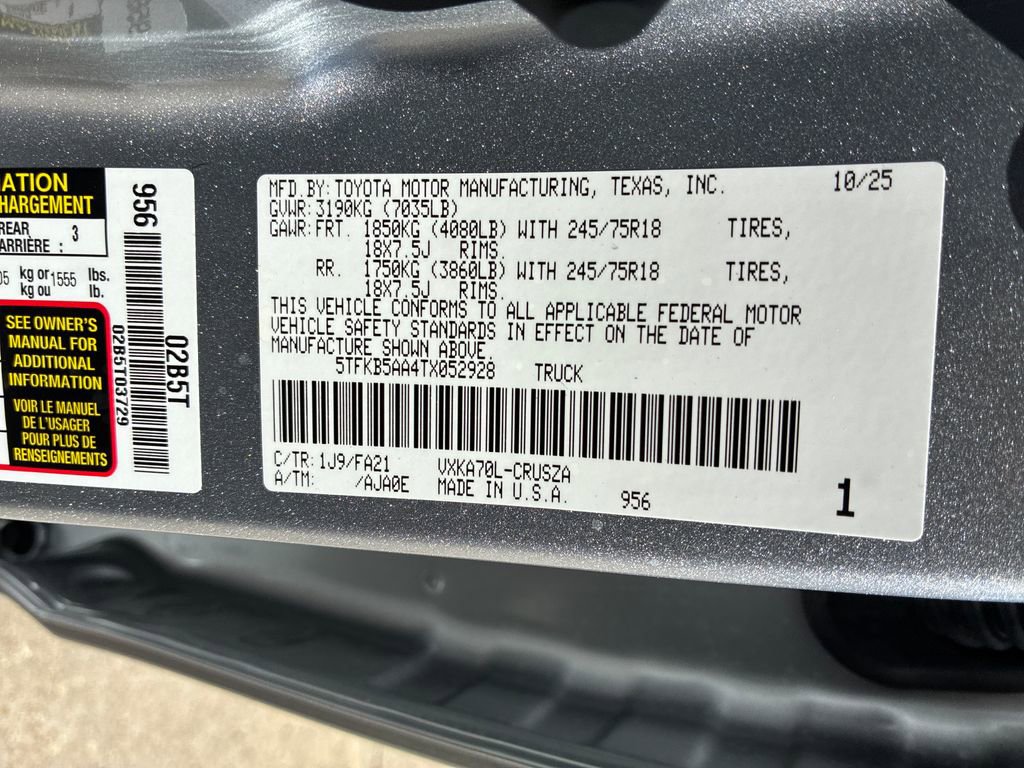 ATION
HARGEMENT
REAR
ARRIÈRE : 3
05 kg or 1555 lbs.
kg ou lb.
SEE OWNER'S
MANUAL FOR
ADDITIONAL
INFORMATION
VOIR LE MANUEL
DE L'USAGER
POUR PLUS DE
RENSEIGNEMENTS
956
02B5T03729
02B5T
MFD.BY:TOYOTA MOTOR MANUFACTURING, TEXAS, INC. 10/25
GVWR:3190KG (7035LB)
GAWR:FRT. 1850KG (4080LB) WITH 245/75R18 TIRES,
18X7.5J RIMS.
RR. 1750KG (3860LB) WITH 245/75R18 TIRES,
18X7.5J RIMS.
THIS VEHICLE CONFORMS TO ALL APPLICABLE FEDERAL MOTOR
VEHICLE SAFETY STANDARDS IN EFFECT ON THE DATE OF
MANUFACTURE SHOWN ABOVE.
5TFKB5AA4TX052928 TRUCK
C/TR:1J9/FA21 VXKA70L-CRUSZA
A/TM: /AJA0E MADE IN U.S.A. 956
1